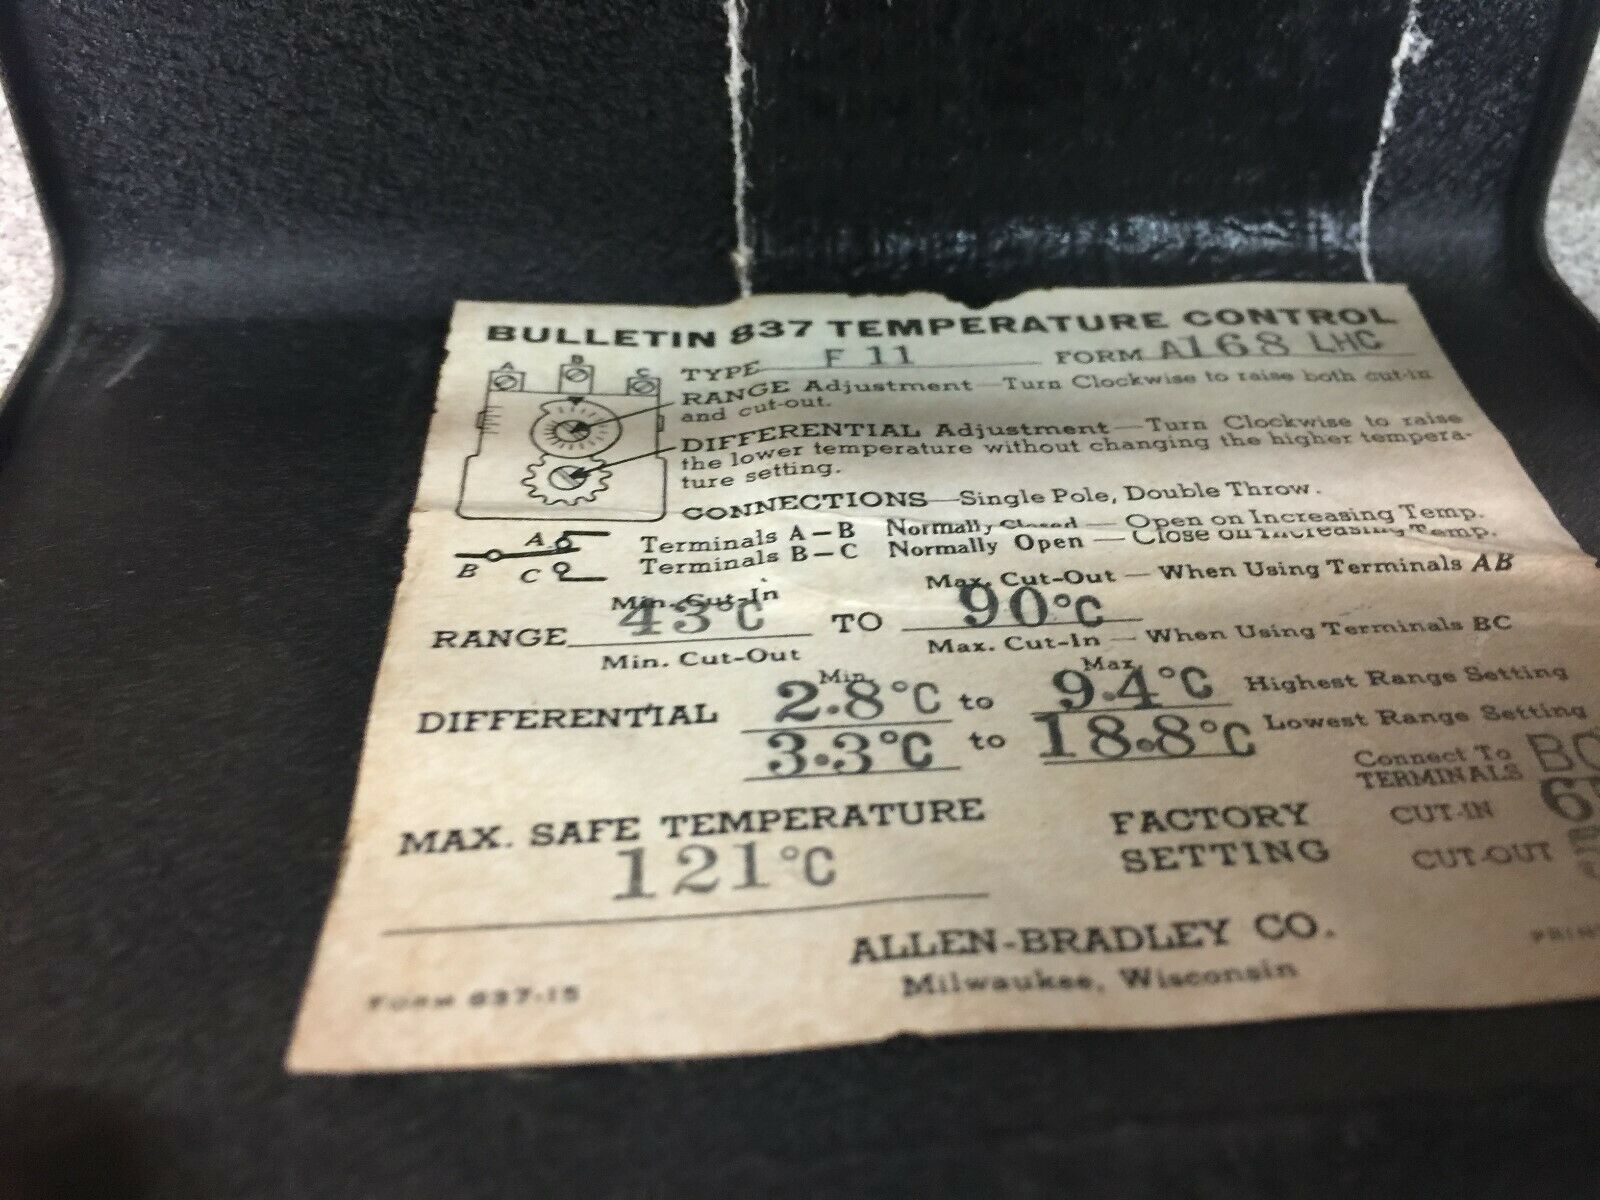 BULLETIN 837 TEMPERATURE CONTROL
A B C
TYPE F 11 FORM A168 LHC
RANGE Adjustment—Turn Clockwise to raise both cut-in
and cut-out.
DIFFERENTIAL Adjustment—Turn Clockwise to raise
the lower temperature without changing the higher tempera-
ture setting.
CONNECTIONS—Single Pole, Double Throw.
A B C
Terminals A–B Normally Closed — Open on Increasing Temp.
Terminals B–C Normally Open — Close on Increasing Temp.
Min. Cut-In Max. Cut-Out — When Using Terminals AB
RANGE 43°C TO 90°C
Min. Cut-Out Max. Cut-In — When Using Terminals BC
Min. Max.
DIFFERENTIAL 2.8°C to 9.4°C Highest Range Setting
3.3°C to 18.8°C Lowest Range Setting
Connect To
TERMINALS BC
MAX. SAFE TEMPERATURE
121°C
FACTORY
SETTING
CUT-IN
CUT-OUT
ALLEN-BRADLEY CO.
Milwaukee, Wisconsin
FORM 837-15